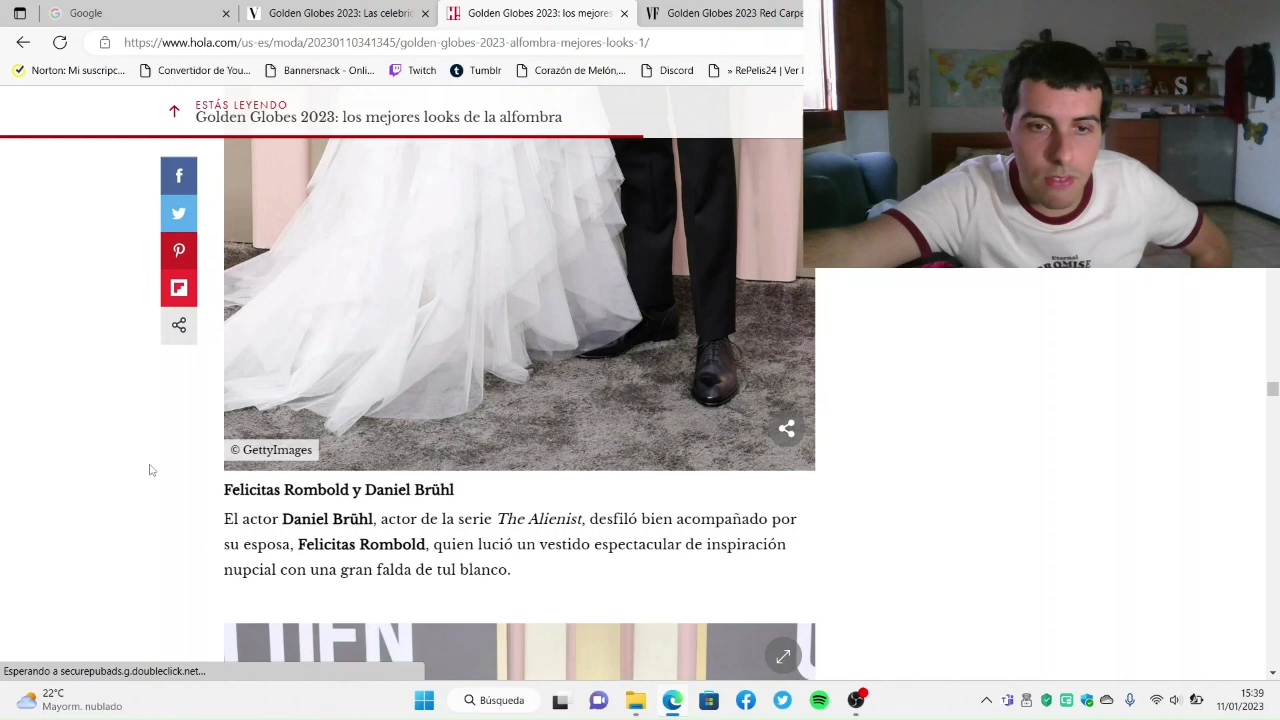 Google
Golden Globes 2023: Las celebric
Golden Globes 2023: los mejores
Golden Globes 2023 Red Carpe
https://www.hola.com/us-es/moda/20230110341345/golden-globes-2023-alfombra-mejores-looks-1/
Norton: Mi suscripc... Convertidor de You... Bannersnack - Onli... Twitch Tumblr Corazón de Melón,... Discord » RePelis24 | Ver
ESTÁS LEYENDO
Golden Globes 2023: los mejores looks de la alfombra
S
Eternal
PROMISE
© GettyImages
Felicitas Rombold y Daniel Brühl
El actor Daniel Brühl, actor de la serie The Alienist, desfiló bien acompañado por
su esposa, Felicitas Rombold, quien lució un vestido espectacular de inspiración
nupcial con una gran falda de tul blanco.
Esperando a securepubads.g.doubleclick.net...
22°C
Mayorm. nublado
Búsqueda
15:39
11/01/2023